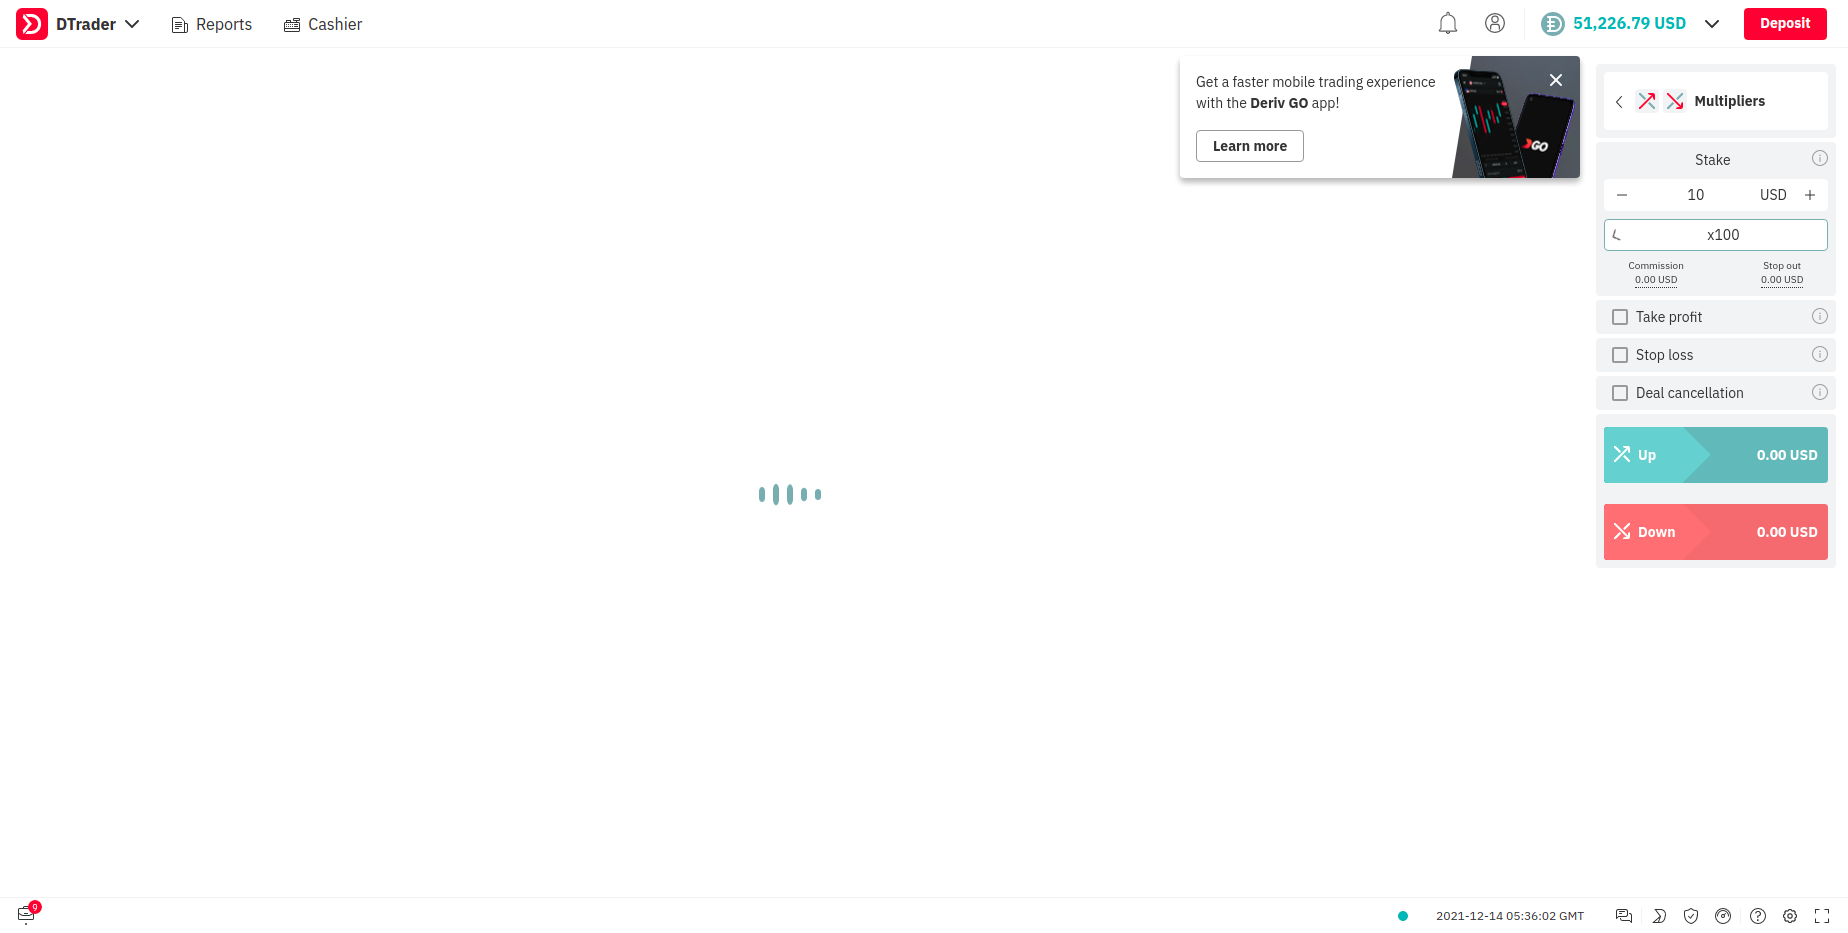 DTrader
Reports
Cashier
51,226.79 USD
Deposit
Get a faster mobile trading experience
with the Deriv GO app!
Learn more
GO
Multipliers
Stake
10
USD
x100
Commission
0.00 USD
Stop out
0.00 USD
Take profit
Stop loss
Deal cancellation
Up
0.00 USD
Down
0.00 USD
9
2021-12-14 05:36:02 GMT